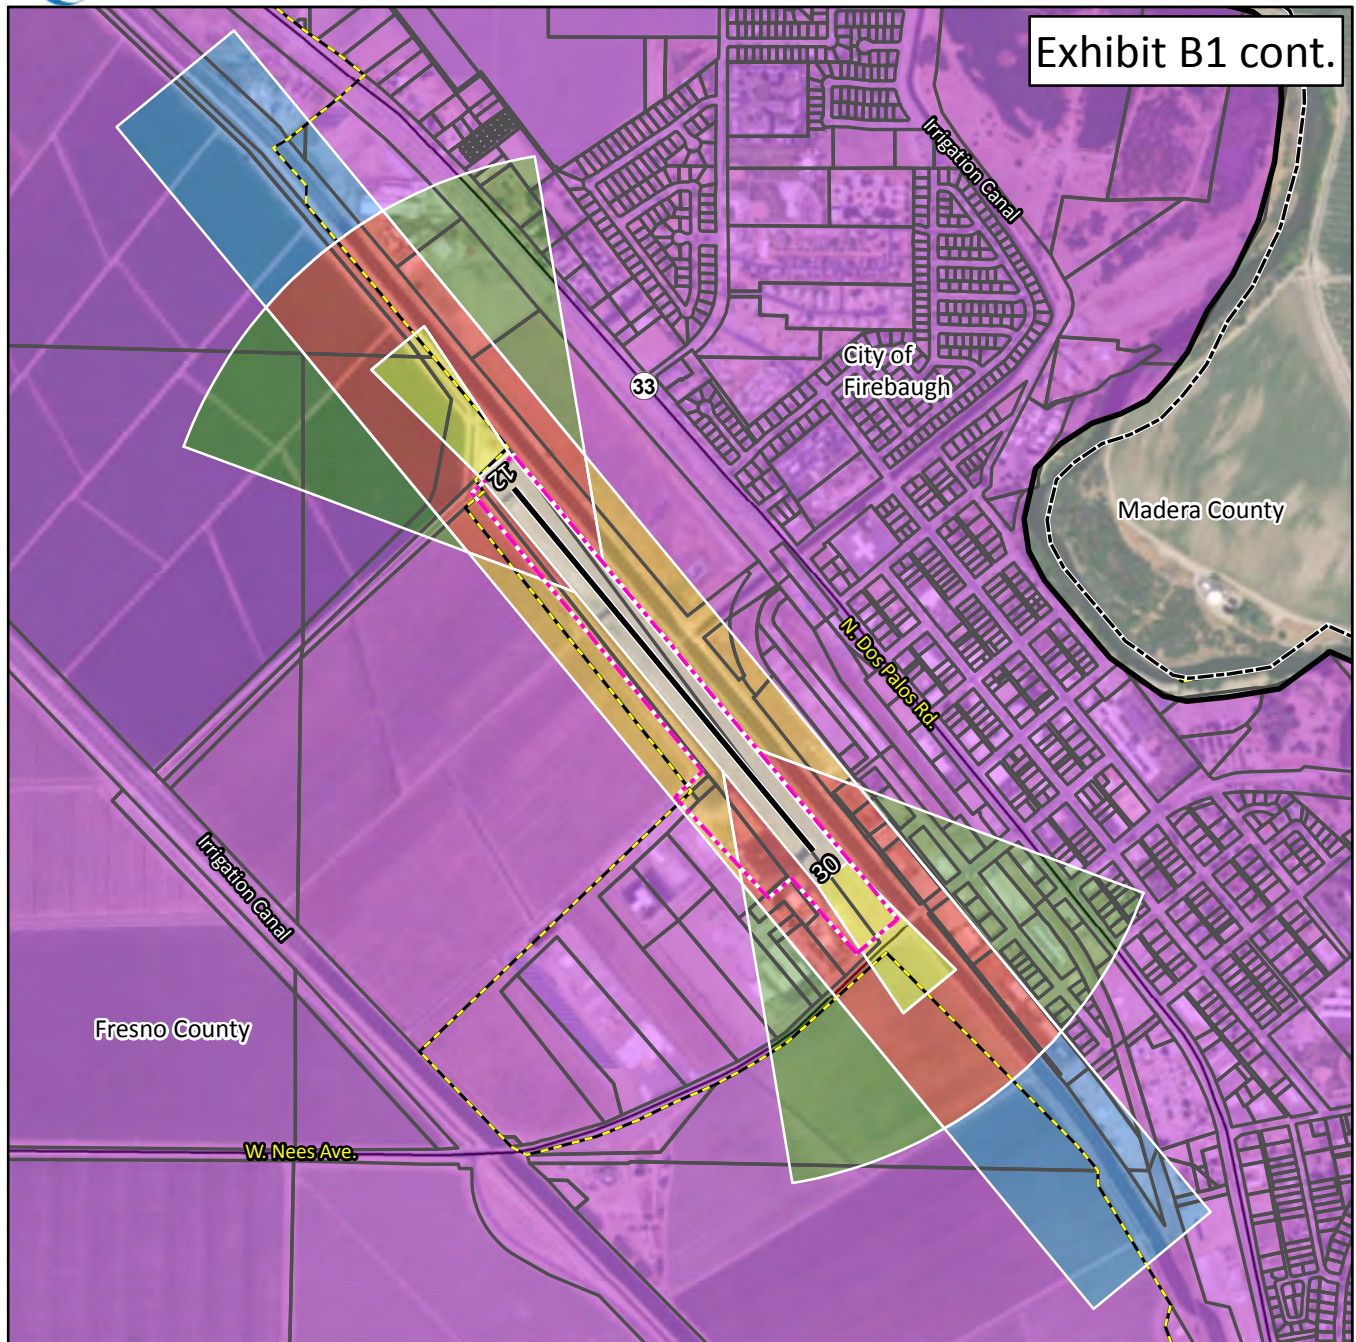 Exhibit B1 cont.
Irrigation Canal
City of
Firebaugh
33
12
Madera County
N. Dos Palos Rd.
Irrigation Canal
30
Fresno County
W. Nees Ave.